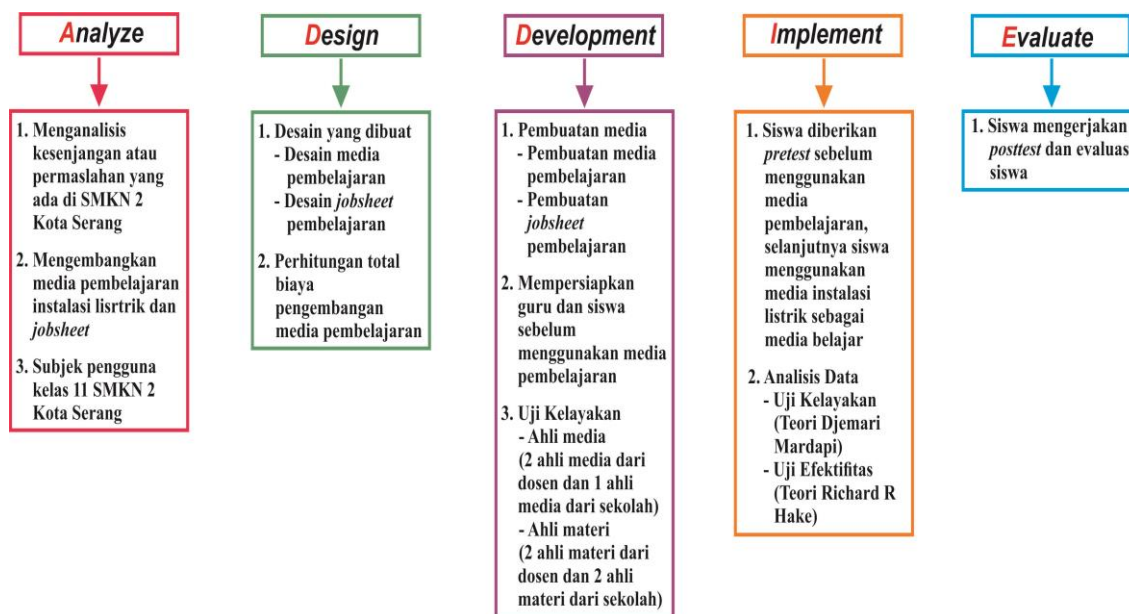 Analyze
1. Menganalisis
kesenjangan atau
permaslahan yang
ada di SMKN 2
Kota Serang
2. Mengembangkan
media pembelajaran
instalasi lisrtrik dan
jobsheet
3. Subjek pengguna
kelas 11 SMKN 2
Kota Serang
Design
1. Desain yang dibuat
- Desain media
pembelajaran
- Desain jobsheet
pembelajaran
2. Perhitungan total
biaya
pengembangan
media pembelajaran
Development
1. Pembuatan media
- Pembuatan media
pembelajaran
- Pembuatan
jobsheet
pembelajaran
2. Mempersiapkan
guru dan siswa
sebelum
menggunakan media
pembelajaran
3. Uji Kelayakan
- Ahli media
(2 ahli media dari
dosen dan 1 ahli
media dari sekolah)
- Ahli materi
(2 ahli materi dari
dosen dan 2 ahli
materi dari sekolah)
Implement
1. Siswa diberikan
pretest sebelum
menggunakan
media
pembelajaran,
selanjutnya siswa
menggunakan
media instalasi
listrik sebagai
media belajar
2. Analisis Data
- Uji Kelayakan
(Teori Djemari
Mardapi)
- Uji Efektifitas
(Teori Richard R
Hake)
Evaluate
1. Siswa mengerjakan
posttest dan evaluas
siswa